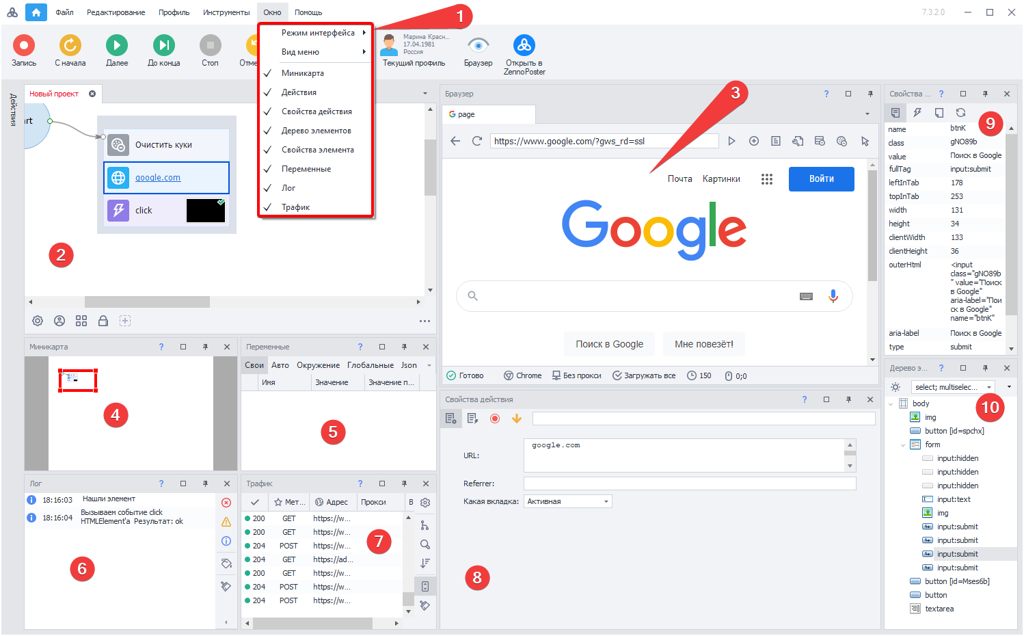 Файл Редактирование Профиль Инструменты Окно Помощь 7.3.2.0
1
Запись
С начала
Далее
До конца
Стоп
Марина Красн...
17.04.1981
Россия
Текущий профиль
Браузер
Открыть в
ZennoPoster
Режим интерфейса
Вид меню
Миникарта
Действия
Свойства действия
Дерево элементов
Свойства элемента
Переменные
Лог
Трафик
Действия
Новый проект
Очистить куки
google.com
click
2
Браузер
page
3
https://www.google.com/?gws_rd=ssl
Почта Картинки Войти
Google
Поиск в Google Мне повезёт!
Готово Chrome Без прокси Загружать все 150 0;0
Свойства ...
9
name btnK
class gNO89b
value Поиск в Google
fullTag input:submit
leftInTab 178
topInTab 253
width 131
height 34
clientWidth 133
clientHeight 36
outerHtml <input
class="gNO89b
" value="Поиск
в Google"
aria-label="Пои
ск в Google"
name="btnK"
aria-label Поиск в Google
type submit
Миникарта
4
Переменные
Свои Авто Окружение Глобальные Json
Имя Значение Значение п...
5
Лог
18:16:03 Нашли элемент
18:16:04 Вызываем событие click
HTMLElement'а Результат: ok
6
Трафик
Мет... Адрес Прокси В
200 GET https://w...
200 GET https://w...
204 POST https://w...
204 GET https://ad...
200 GET https://w...
204 POST https://w...
204 POST https://w...
7
Свойства действия
URL: google.com
Referrer:
Какая вкладка: Активная
8
Дерево э...
select; multiselec...
10
body
img
button [id=spchx]
form
input:hidden
input:hidden
input:hidden
input:text
img
input:submit
input:submit
input:submit
input:submit
button [id=Mses6b]
button
textarea